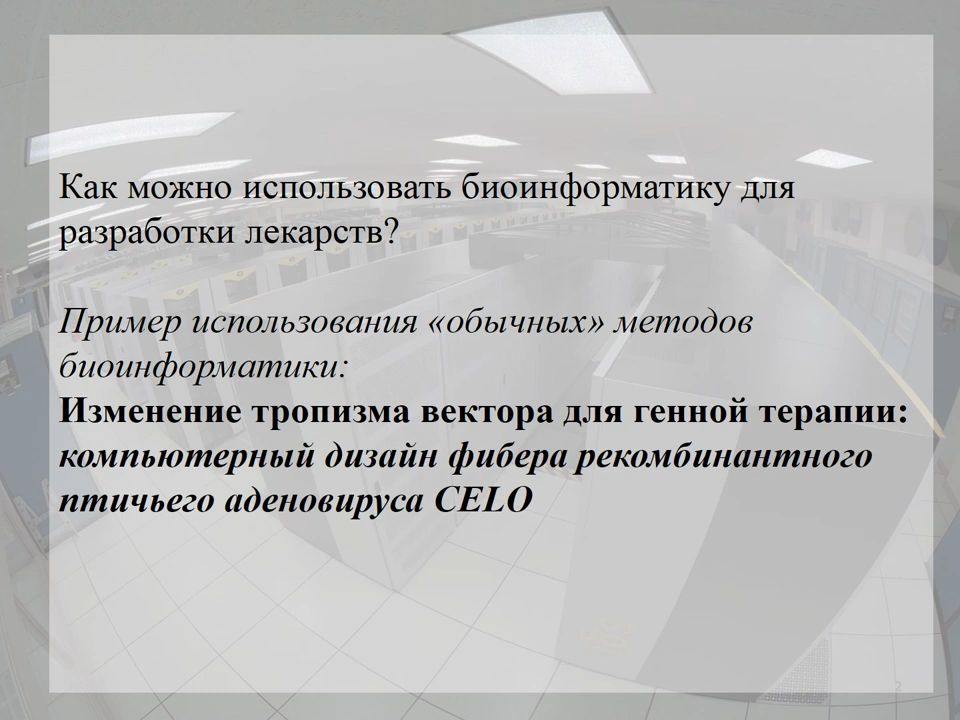 Как можно использовать биоинформатику для
разработки лекарств?
Пример использования «обычных» методов
биоинформатики:
Изменение тропизма вектора для генной терапии:
компьютерный дизайн фибера рекомбинантного
птичьего аденовируса CELO
2